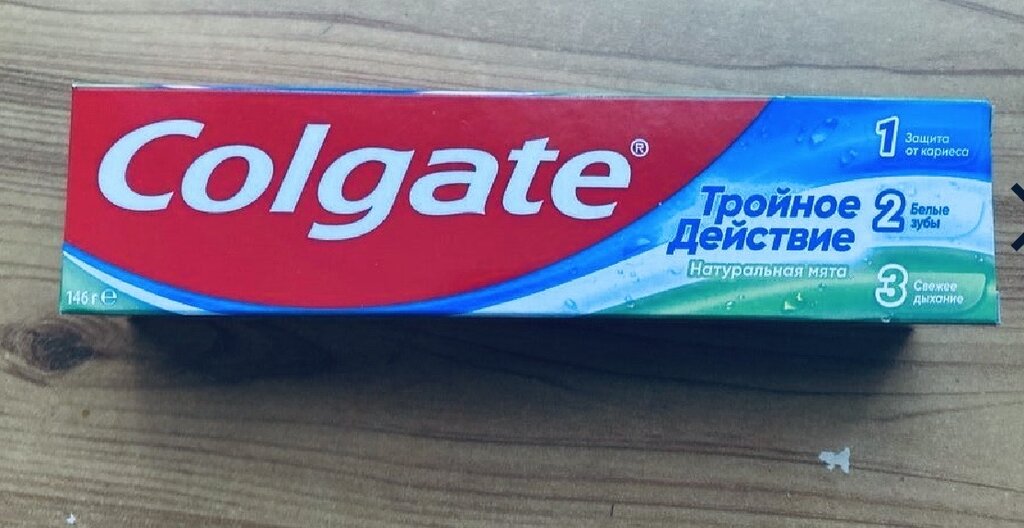 Colgate®
Тройное
Действие
Натуральная мята
1 Защита
от кариеса
2 Белые
зубы
3 Свежее
дыхание
146 г ℮